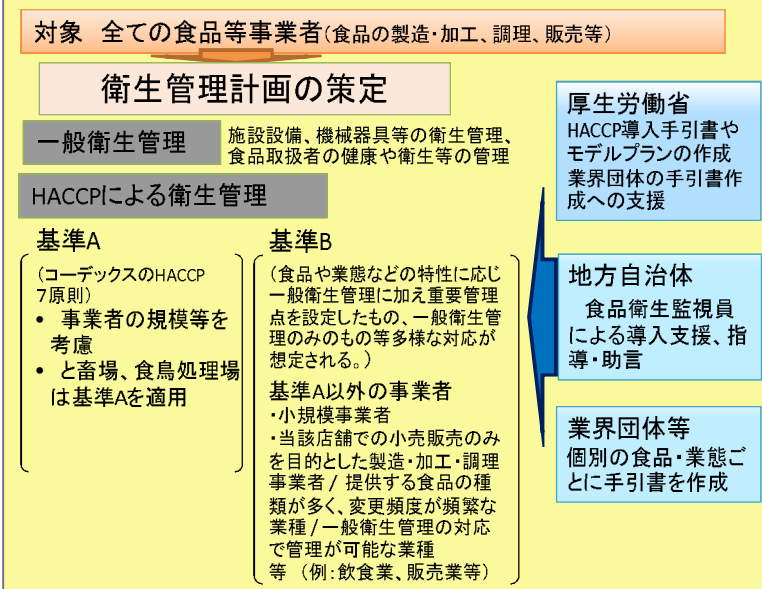 対象 全ての食品等事業者(食品の製造・加工、調理、販売等)
衛生管理計画の策定
一般衛生管理
施設設備、機械器具等の衛生管理、
食品取扱者の健康や衛生等の管理
HACCPによる衛生管理
基準A
(コーデックスのHACCP
7原則)
• 事業者の規模等を
考慮
• と畜場、食鳥処理場
は基準Aを適用
基準B
(食品や業態などの特性に応じ
一般衛生管理に加え重要管理
点を設定したもの、一般衛生管
理のみのもの等多様な対応が
想定される。)
基準A以外の事業者
・小規模事業者
・当該店舗での小売販売のみ
を目的とした製造・加工・調理
事業者/ 提供する食品の種
類が多く、変更頻度が頻繁な
業種/一般衛生管理の対応
で管理が可能な業種
等 (例:飲食業、販売業等)
厚生労働省
HACCP導入手引書や
モデルプランの作成
業界団体の手引書作
成への支援
地方自治体
食品衛生監視員
による導入支援、指
導・助言
業界団体等
個別の食品・業態ご
とに手引書を作成